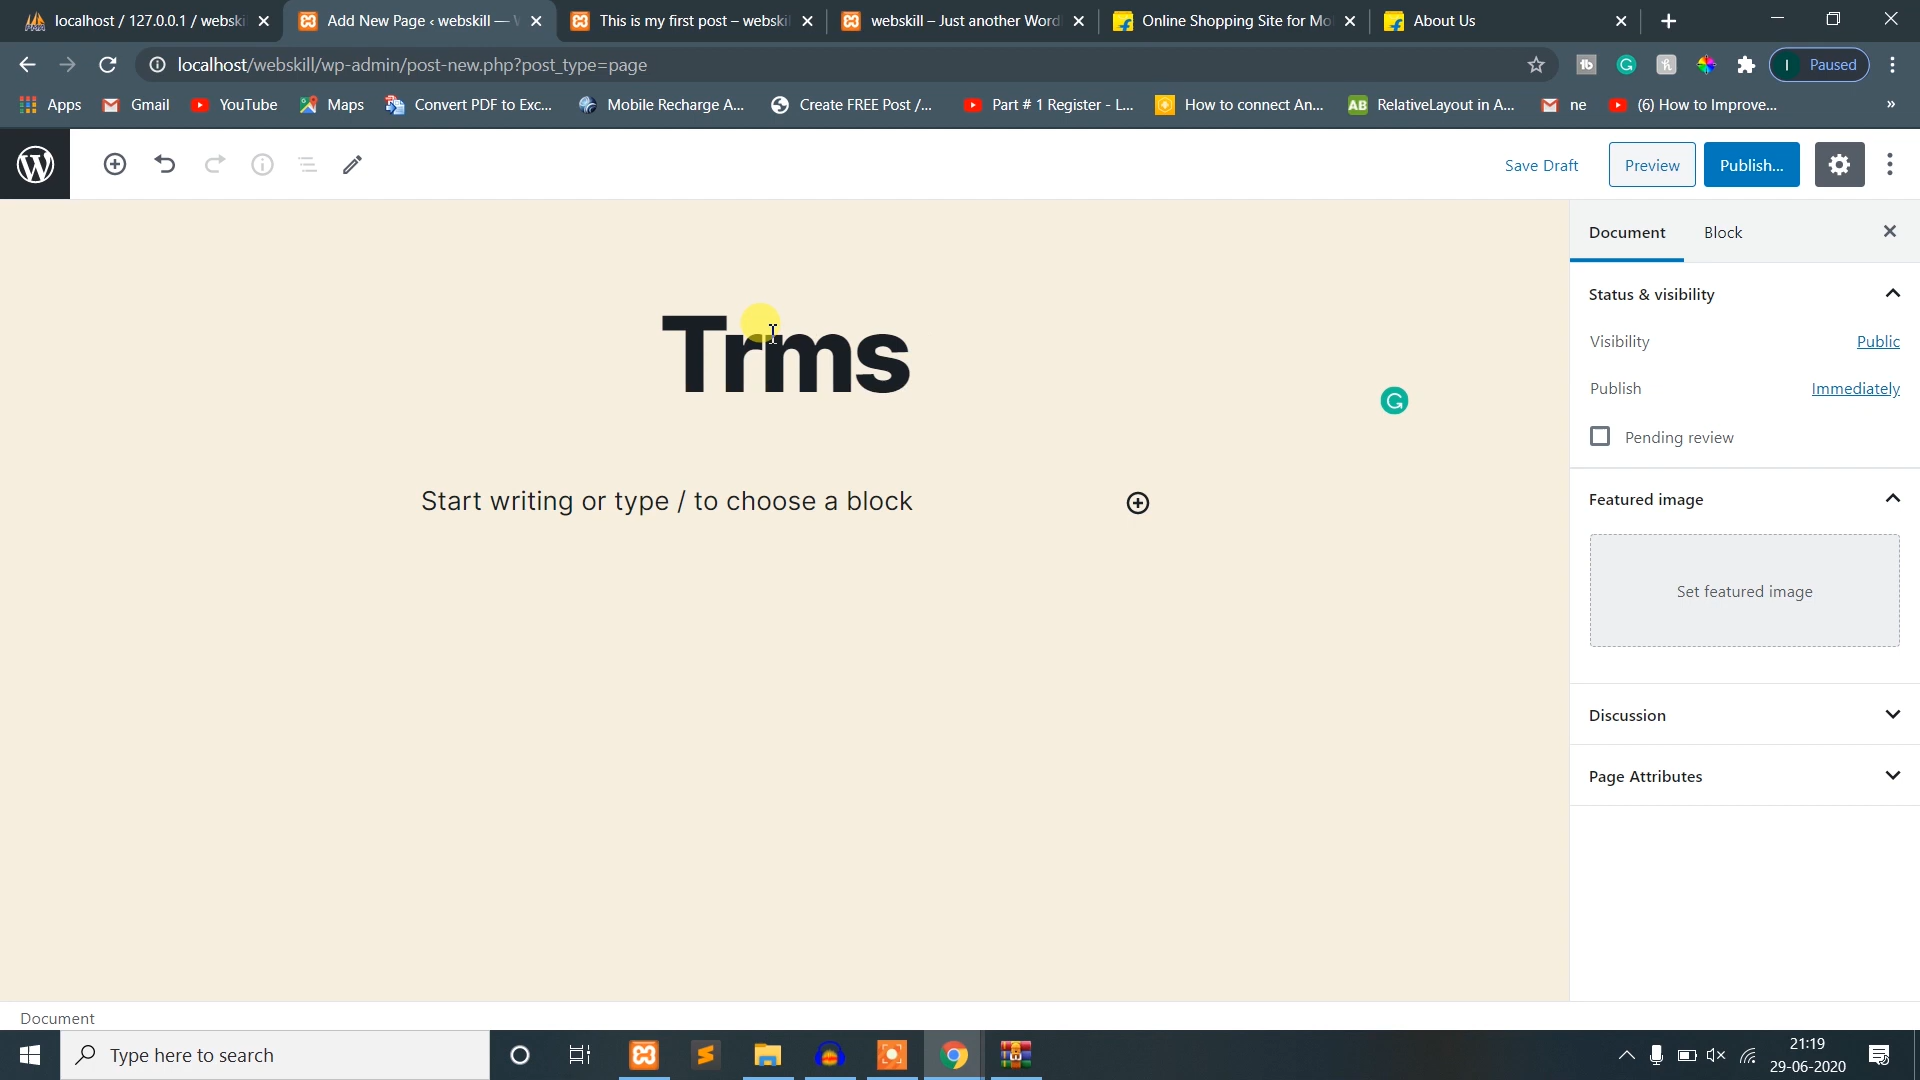 localhost / 127.0.0.1 / webski
Add New Page ‹ webskill —
This is my first post – webskil
webskill – Just another Word
Online Shopping Site for Mo
About Us
localhost/webskill/wp-admin/post-new.php?post_type=page
Paused
Apps
Gmail
YouTube
Maps
Convert PDF to Exc...
Mobile Recharge A...
Create FREE Post /...
Part # 1 Register - L...
How to connect An...
RelativeLayout in A...
ne
(6) How to Improve...
»
Save Draft
Preview
Publish...
Document
Block
Status & visibility
Visibility
Public
Publish
Immediately
Pending review
Featured image
Set featured image
Discussion
Page Attributes
Trms
Start writing or type / to choose a block
Document
Type here to search
21:19
29-06-2020